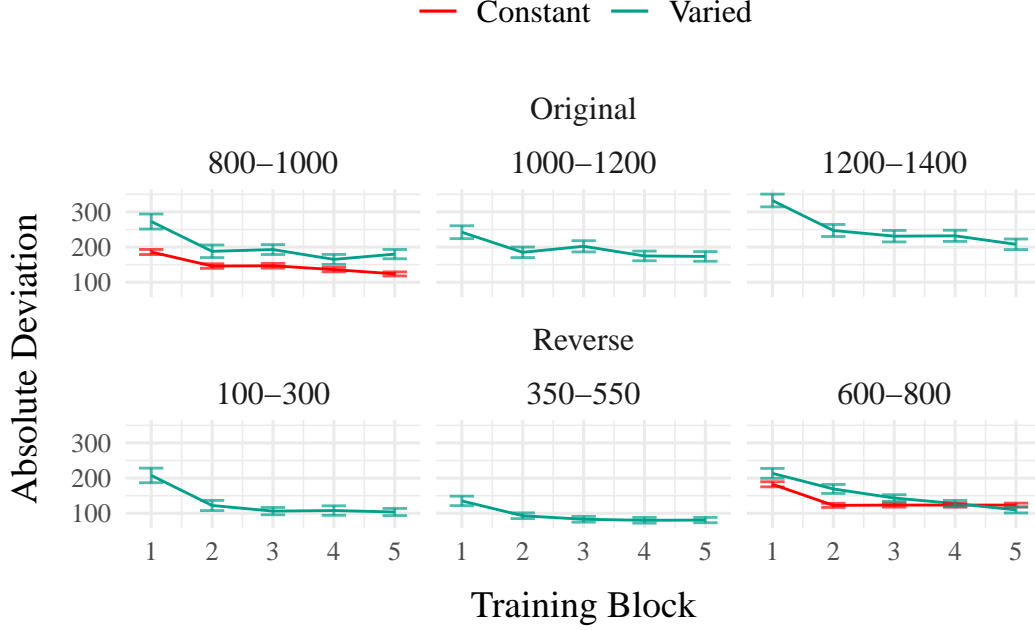 Constant Varied
Original
800–1000 1000–1200 1200–1400
300
200
100
Absolute Deviation
Reverse
100–300 350–550 600–800
300
200
100
1 2 3 4 5 1 2 3 4 5 1 2 3 4 5
Training Block